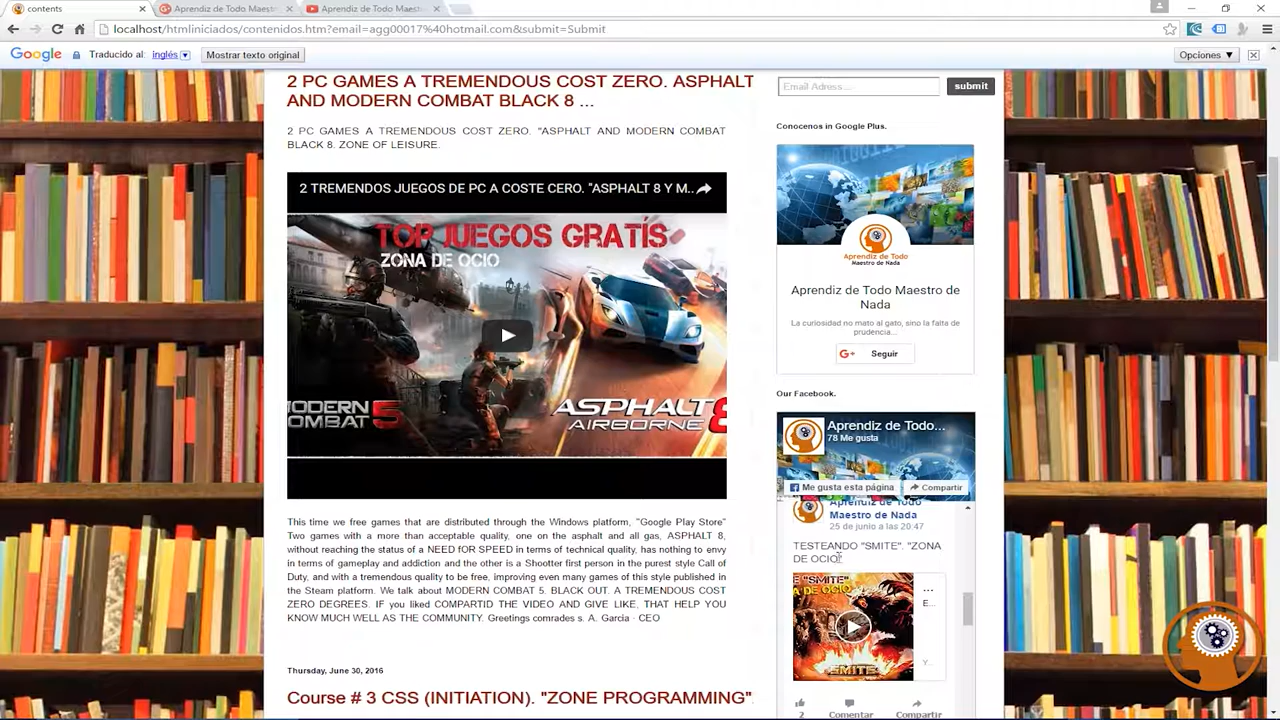 contents
Aprendiz de Todo Maestr
Aprendiz de Todo Maestr
localhost/htmliniciados/contenidos.htm?email=agg00017%40hotmail.com&submit=Submit
Google Traducido al: inglés Mostrar texto original Opciones
2 PC GAMES A TREMENDOUS COST ZERO. ASPHALT
AND MODERN COMBAT BLACK 8 ...
2 PC GAMES A TREMENDOUS COST ZERO. "ASPHALT AND MODERN COMBAT
BLACK 8. ZONE OF LEISURE.
2 TREMENDOS JUEGOS DE PC A COSTE CERO. "ASPHALT 8 Y M...
TOP JUEGOS GRATÍS
ZONA DE OCIO
MODERN
COMBAT 5
ASPHALT 8
AIRBORNE
This time we free games that are distributed through the Windows platform, "Google Play Store"
Two games with a more than acceptable quality, one on the asphalt and all gas, ASPHALT 8,
without reaching the status of a NEED fOR SPEED in terms of technical quality, has nothing to envy
in terms of gameplay and addiction and the other is a Shootter first person in the purest style Call of
Duty, and with a tremendous quality to be free, improving even many games of this style published in
the Steam platform. We talk about MODERN COMBAT 5. BLACK OUT. A TREMENDOUS COST
ZERO DEGREES. IF you liked COMPARTID THE VIDEO AND GIVE LIKE, THAT HELP YOU
KNOW MUCH WELL AS THE COMMUNITY. Greetings comrades s. A. Garcia - CEO
Thursday, June 30, 2016
Course # 3 CSS (INITIATION). "ZONE PROGRAMMING".
Email Adress ...
submit
Conocenos in Google Plus.
Aprendiz de Todo
Maestro de Nada
Aprendiz de Todo Maestro de
Nada
La curiosidad no mato al gato, sino la falta de
prudencia...
G+ Seguir
Our Facebook.
Aprendiz de Todo...
78 Me gusta
Me gusta esta página
Compartir
Aprendiz de Todo
Maestro de Nada
25 de junio a las 20:47
TESTEANDO "SMITE". "ZONA
DE OCIO"
E "SMITE"
A DE OCIO
SMITE
...
E...
Y...
2
Comentar
Compartir